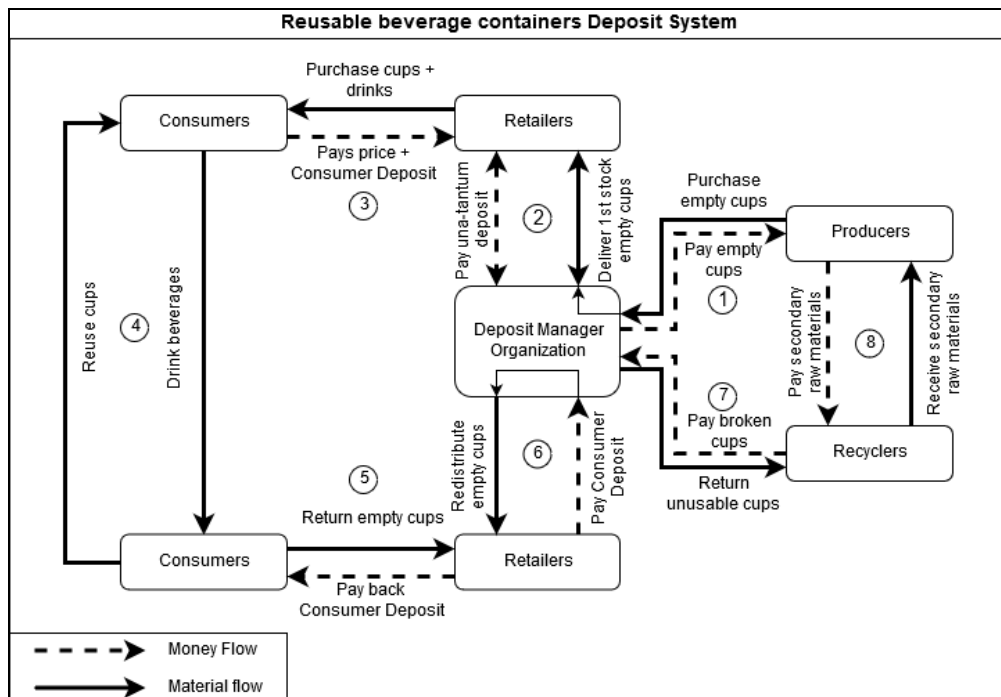 Reusable beverage containers Deposit System
Purchase cups +
drinks
Consumers
Retailers
Pays price +
Consumer Deposit
3
Pay una-tantum
deposit
2
Deliver 1st stock
empty cups
Purchase
empty cups
Producers
Pay empty
cups
1
Reuse cups
4
Drink beverages
Deposit Manager
Organization
Pay secondary
raw materials
8
Receive secondary
raw materials
7
Pay broken
cups
Recyclers
Return
unusable cups
Redistribute
empty cups
6
Pay Consumer
Deposit
5
Return empty cups
Consumers
Retailers
Pay back
Consumer Deposit
Money Flow
Material flow